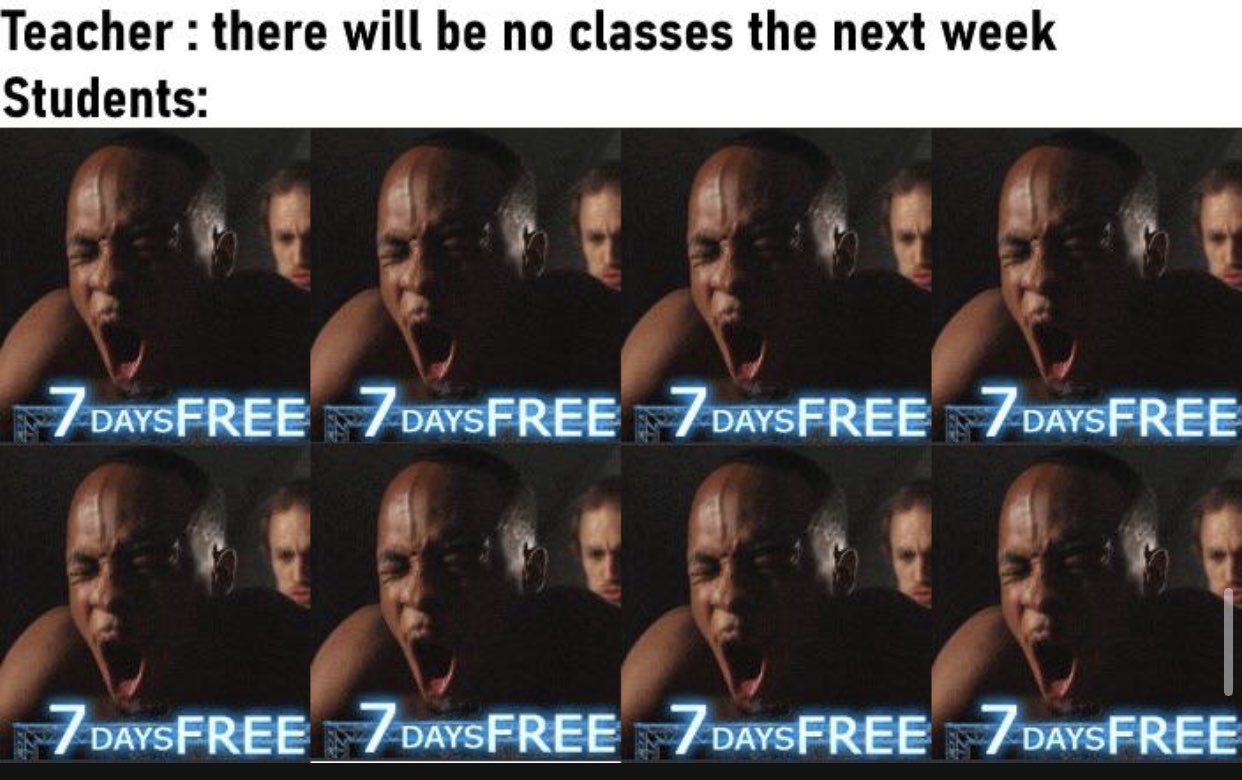 Teacher : there will be no classes the next week
Students:
7 DAYS FREE 7 DAYS FREE 7 DAYS FREE 7 DAYS FREE
7 DAYS FREE 7 DAYS FREE 7 DAYS FREE 7 DAYS FREE